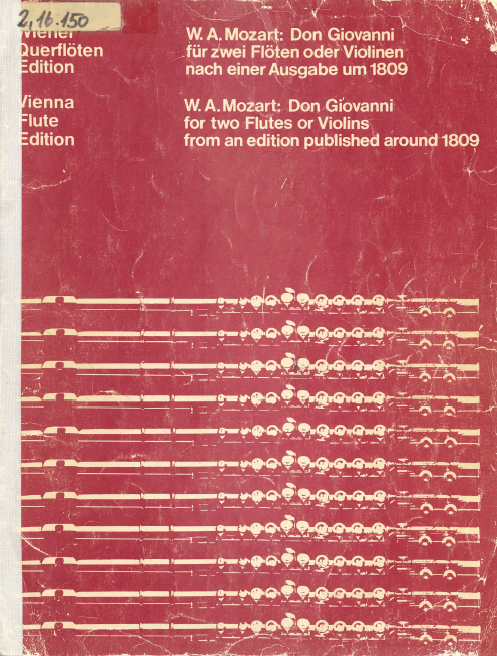 2,16.150
Wiener
Querflöten
Edition
W. A. Mozart: Don Giovanni
für zwei Flöten oder Violinen
nach einer Ausgabe um 1809
Vienna
Flute
Edition
W. A. Mozart: Don Giovanni
for two Flutes or Violins
from an edition published around 1809